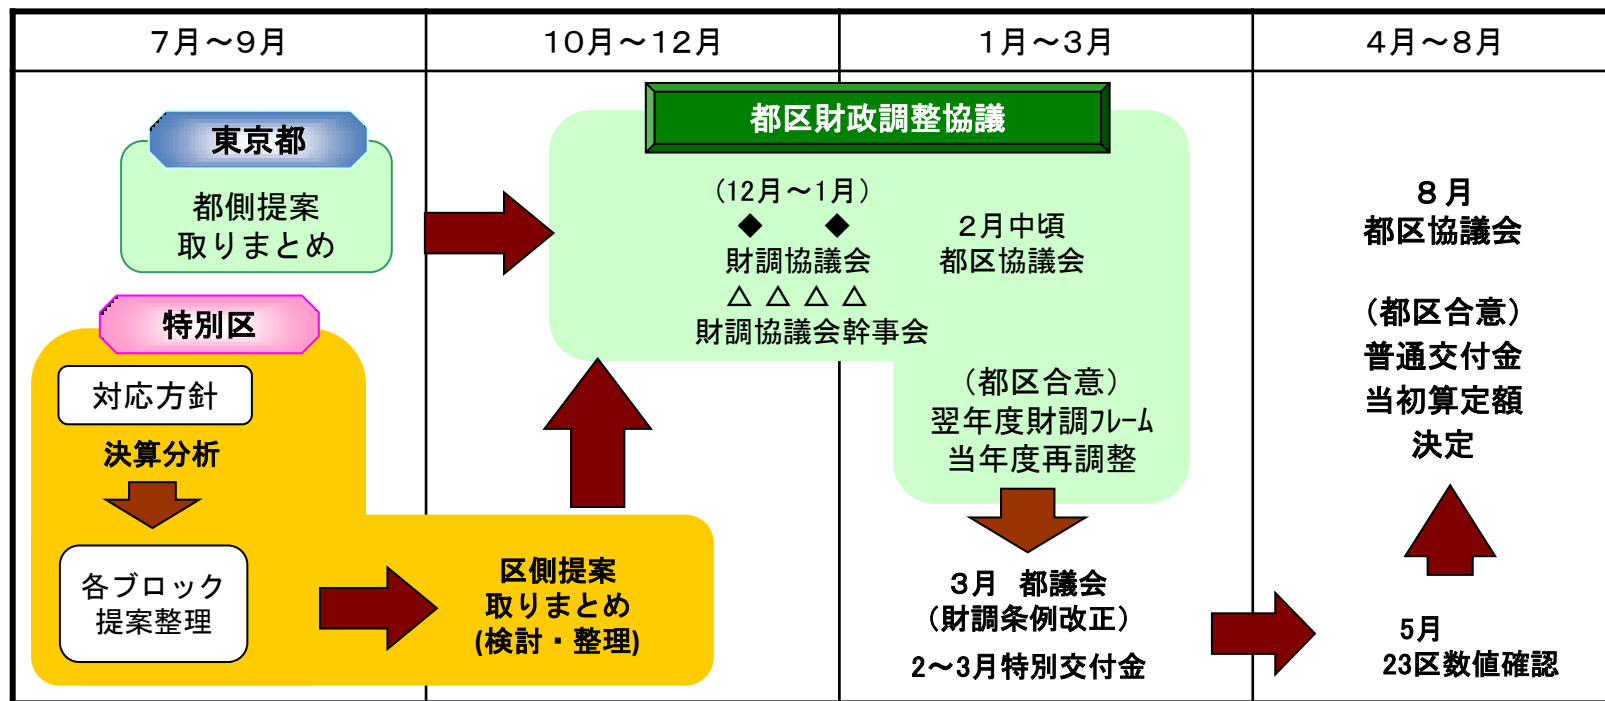 7月～9月
10月～12月
1月～3月
4月～8月
東京都
都側提案
取りまとめ
特別区
対応方針
決算分析
各ブロック
提案整理
区側提案
取りまとめ
(検討・整理)
都区財政調整協議
(12月～1月)
◆ ◆
財調協議会
△ △ △ △
財調協議会幹事会
2月中頃
都区協議会
(都区合意)
翌年度財調ﾌﾚｰﾑ
当年度再調整
3月 都議会
(財調条例改正)
2～3月特別交付金
8月
都区協議会
(都区合意)
普通交付金
当初算定額
決定
5月
23区数値確認